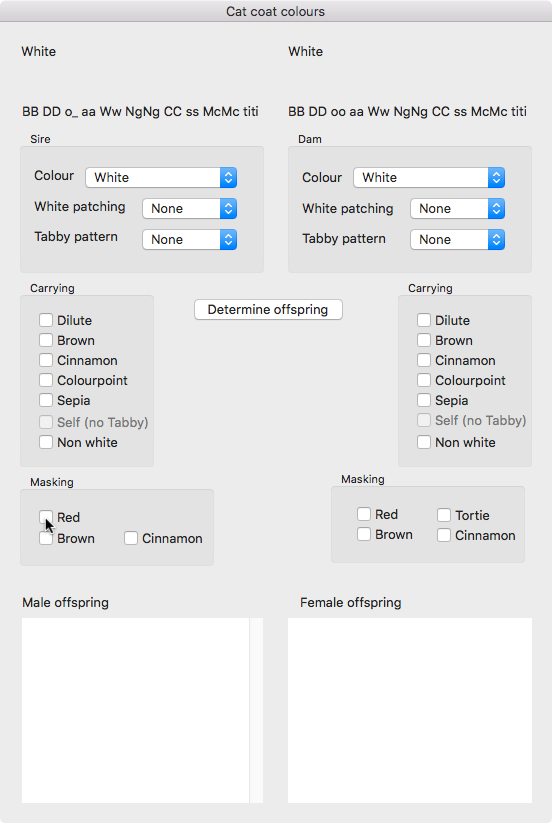 Cat coat colours
White White
BB DD o_ aa Ww NgNg CC ss McMc titi BB DD oo aa Ww NgNg CC ss McMc titi
Sire Dam
Colour White Colour White
White patching None White patching None
Tabby pattern None Tabby pattern None
Carrying Carrying
Determine offspring
Dilute Dilute
Brown Brown
Cinnamon Cinnamon
Colourpoint Colourpoint
Sepia Sepia
Self (no Tabby) Self (no Tabby)
Non white Non white
Masking Masking
Red Red Tortie
Brown Cinnamon Brown Cinnamon
Male offspring Female offspring